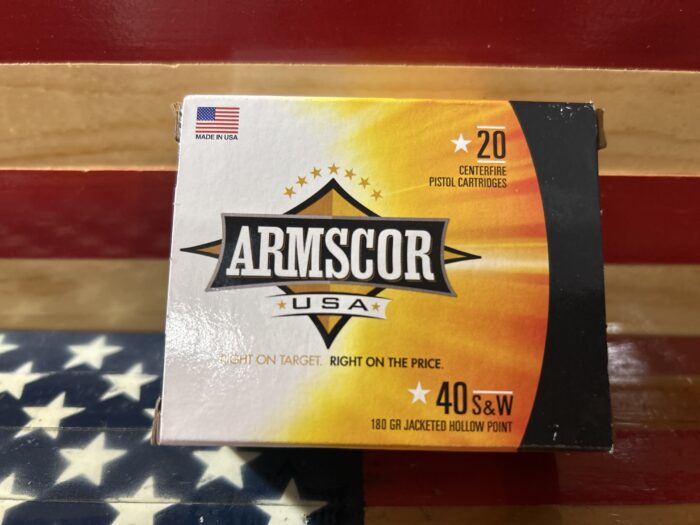 MADE IN USA
20
CENTERFIRE
PISTOL CARTRIDGES
ARMSCOR
USA
RIGHT ON TARGET. RIGHT ON THE PRICE.
40 S&W
180 GR JACKETED HOLLOW POINT